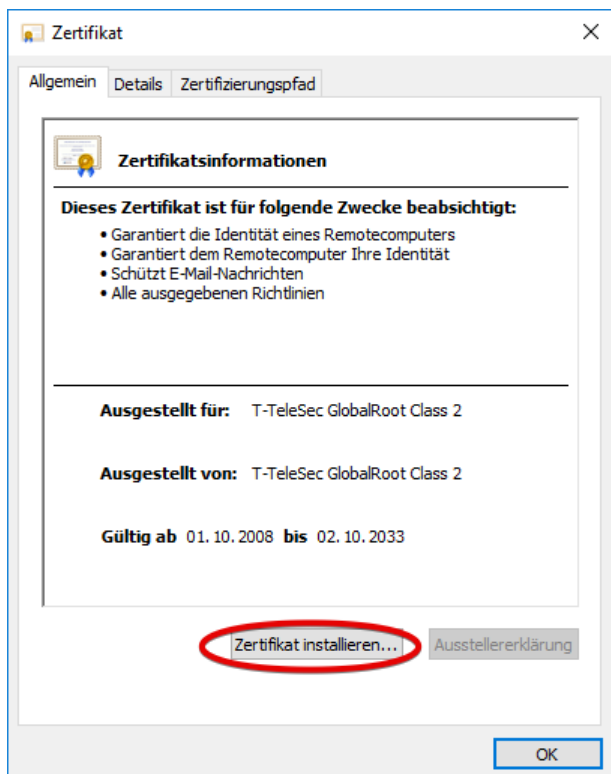 Zertifikat
Allgemein Details Zertifizierungspfad
Zertifikatsinformationen
Dieses Zertifikat ist für folgende Zwecke beabsichtigt:
• Garantiert die Identität eines Remotecomputers
• Garantiert dem Remotecomputer Ihre Identität
• Schützt E-Mail-Nachrichten
• Alle ausgegebenen Richtlinien
Ausgestellt für: T-TeleSec GlobalRoot Class 2
Ausgestellt von: T-TeleSec GlobalRoot Class 2
Gültig ab 01.10.2008 bis 02.10.2033
Zertifikat installieren... Ausstellererklärung
OK